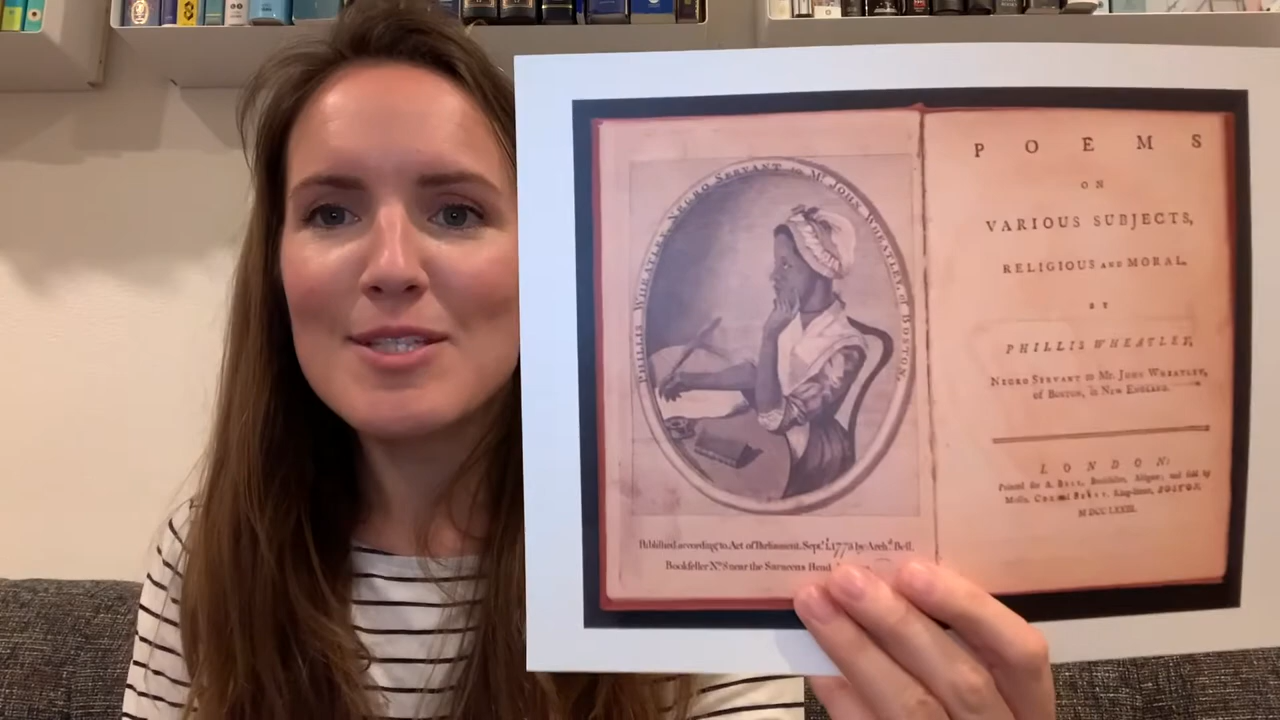 PHILLIS WHEATLEY, NEGRO SERVANT to Mr. JOHN WHEATLEY, of BOSTON.
Published according to Act of Parliament, Sept. 1, 1773 by Archd. Bell,
Bookseller No. 8 near the Saracens Head
P O E M S
ON
VARIOUS SUBJECTS,
RELIGIOUS AND MORAL.
BY
PHILLIS WHEATLEY,
NEGRO SERVANT to Mr. JOHN WHEATLEY,
of BOSTON, in NEW ENGLAND.
L O N D O N:
Printed for A. BELL, Bookseller, Aldgate; and sold by
Messrs. COX and BERRY, King-Street, BOSTON.
M DCC LXXIII.